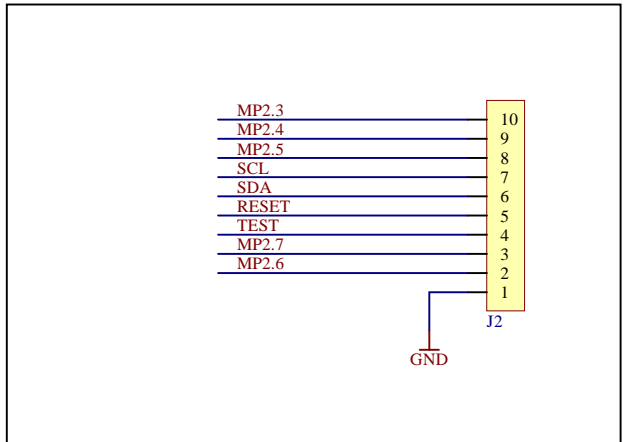 MP2.3 10
MP2.4 9
MP2.5 8
SCL 7
SDA 6
RESET 5
TEST 4
MP2.7 3
MP2.6 2
1
J2
GND